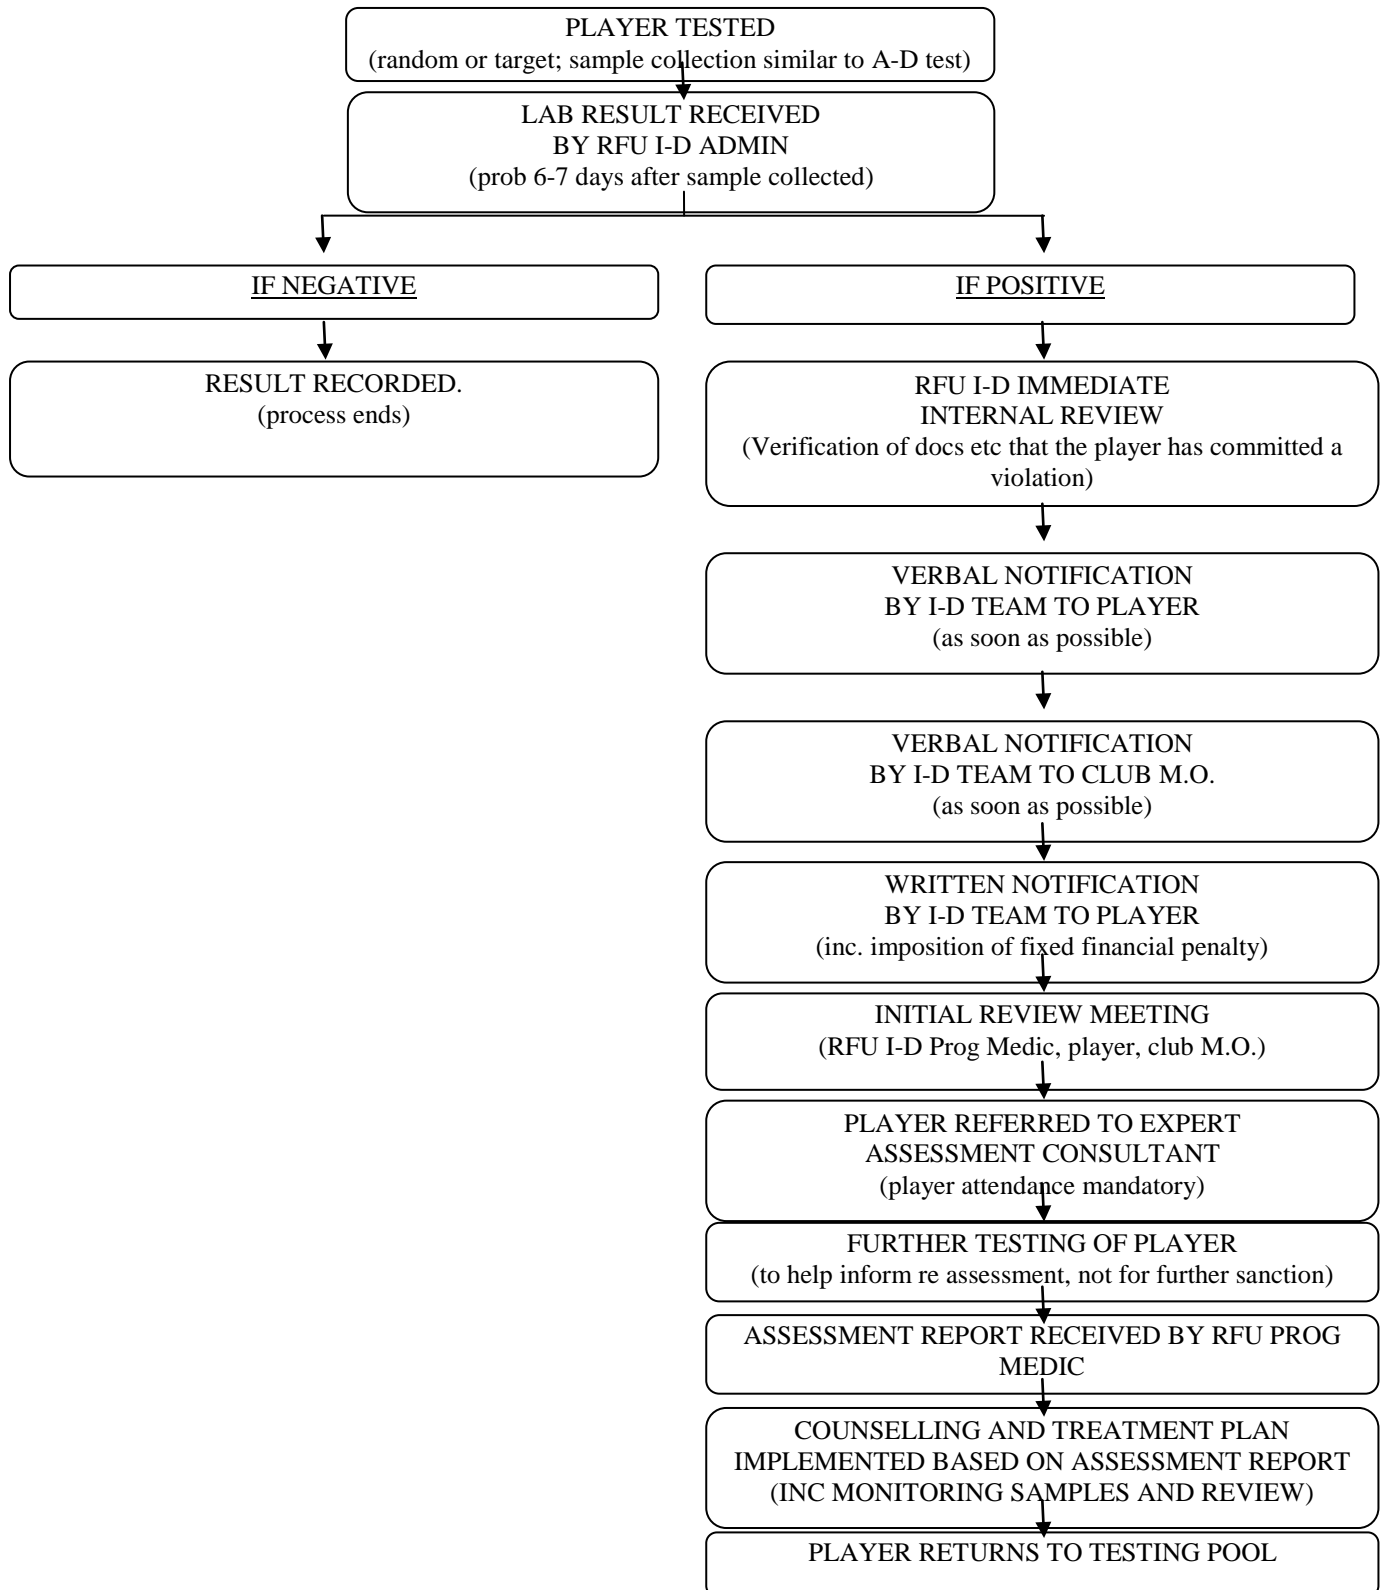 PLAYER TESTED
(random or target; sample collection similar to A-D test)
LAB RESULT RECEIVED
BY RFU I-D ADMIN
(prob 6-7 days after sample collected)
IF NEGATIVE
RESULT RECORDED.
(process ends)
IF POSITIVE
RFU I-D IMMEDIATE
INTERNAL REVIEW
(Verification of docs etc that the player has committed a
violation)
VERBAL NOTIFICATION
BY I-D TEAM TO PLAYER
(as soon as possible)
VERBAL NOTIFICATION
BY I-D TEAM TO CLUB M.O.
(as soon as possible)
WRITTEN NOTIFICATION
BY I-D TEAM TO PLAYER
(inc. imposition of fixed financial penalty)
INITIAL REVIEW MEETING
(RFU I-D Prog Medic, player, club M.O.)
PLAYER REFERRED TO EXPERT
ASSESSMENT CONSULTANT
(player attendance mandatory)
FURTHER TESTING OF PLAYER
(to help inform re assessment, not for further sanction)
ASSESSMENT REPORT RECEIVED BY RFU PROG
MEDIC
COUNSELLING AND TREATMENT PLAN
IMPLEMENTED BASED ON ASSESSMENT REPORT
(INC MONITORING SAMPLES AND REVIEW)
PLAYER RETURNS TO TESTING POOL